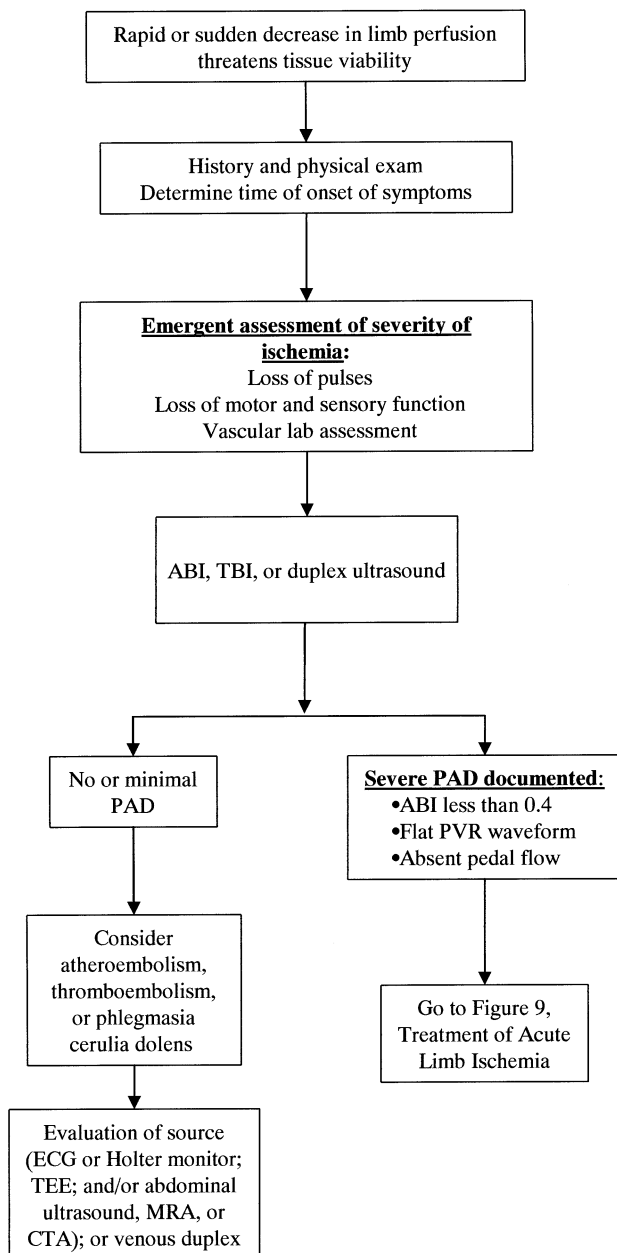 Rapid or sudden decrease in limb perfusion
threatens tissue viability
History and physical exam
Determine time of onset of symptoms
Emergent assessment of severity of
ischemia:
Loss of pulses
Loss of motor and sensory function
Vascular lab assessment
ABI, TBI, or duplex ultrasound
No or minimal
PAD
Consider
atheroembolism,
thromboembolism,
or phlegmasia
cerulia dolens
Evaluation of source
(ECG or Holter monitor;
TEE; and/or abdominal
ultrasound, MRA, or
CTA); or venous duplex
Severe PAD documented:
•ABI less than 0.4
•Flat PVR waveform
•Absent pedal flow
Go to Figure 9,
Treatment of Acute
Limb Ischemia